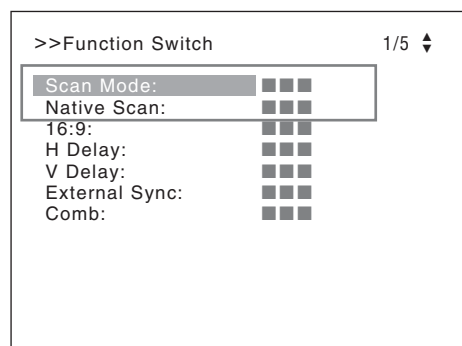 >>Function Switch 1/5
Scan Mode: ■■■
Native Scan: ■■■
16:9: ■■■
H Delay: ■■■
V Delay: ■■■
External Sync: ■■■
Comb: ■■■